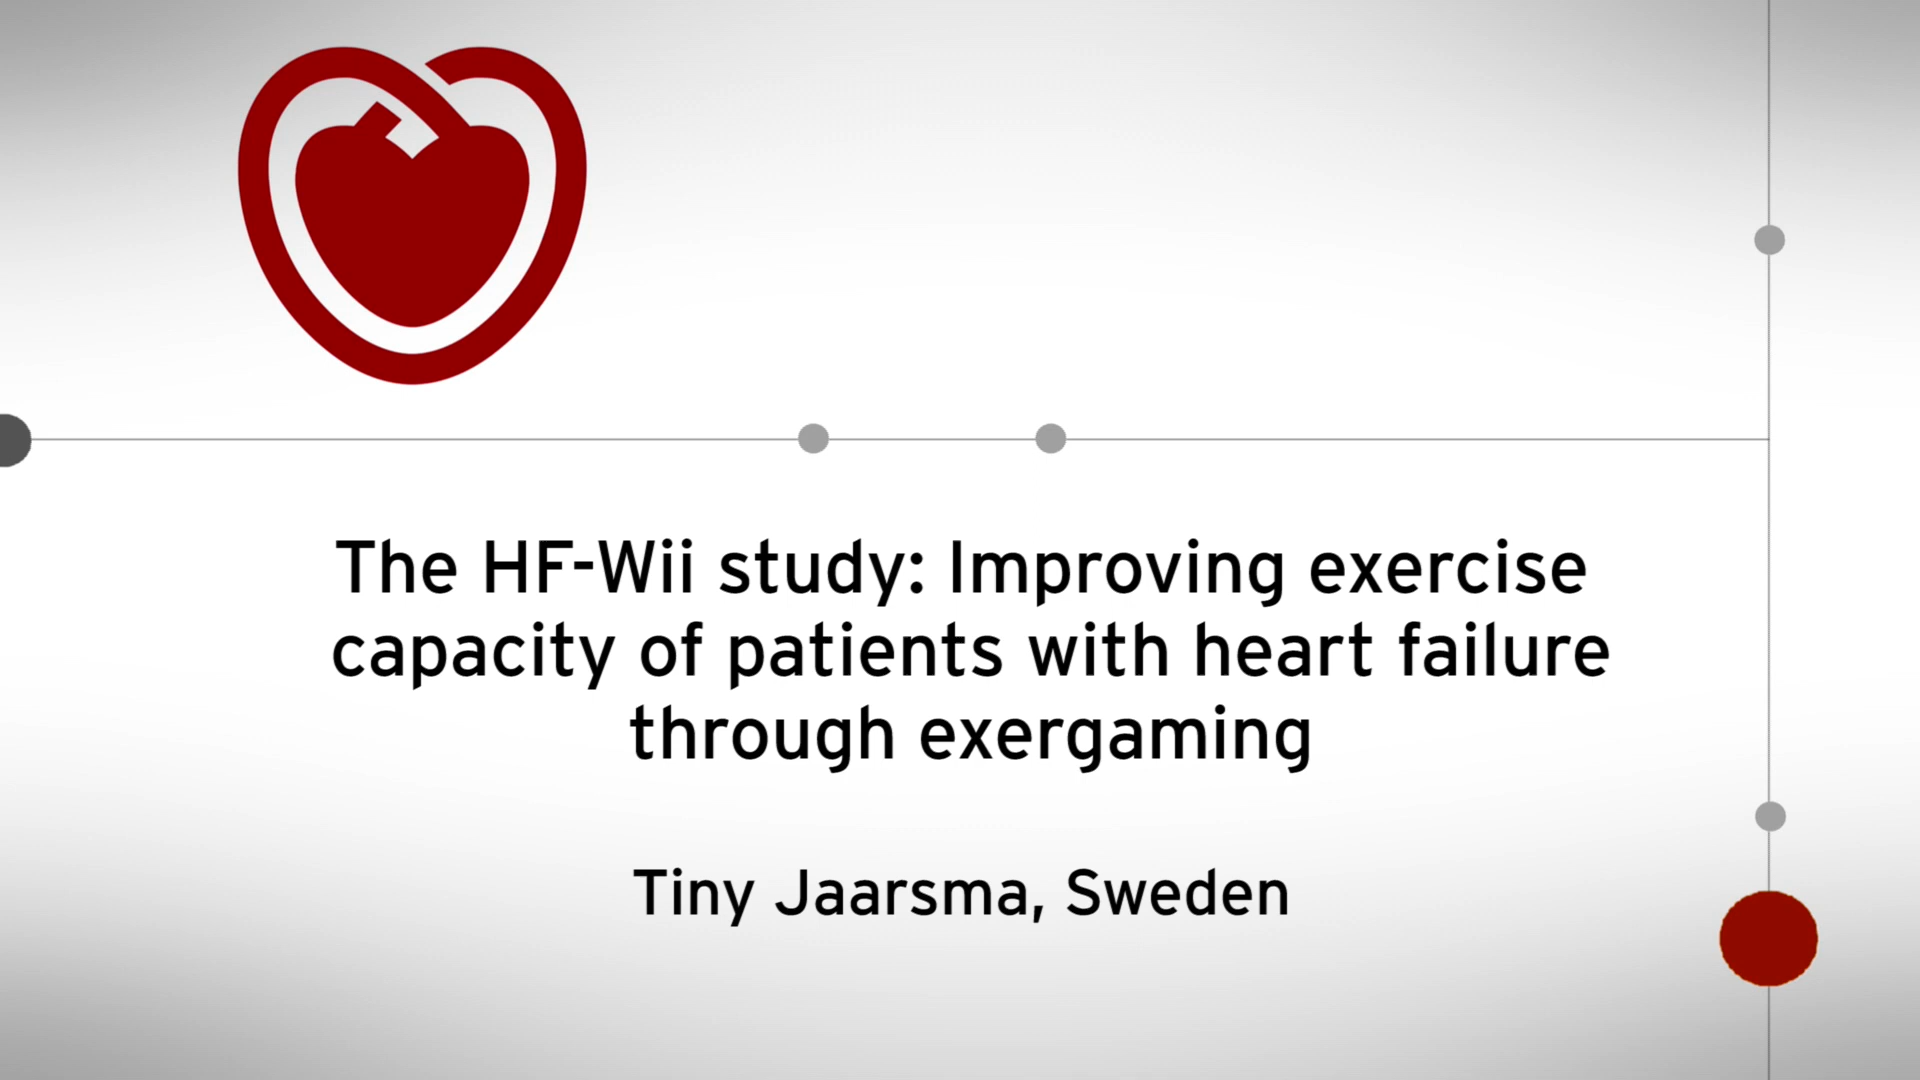 The HF-Wii study: Improving exercise
capacity of patients with heart failure
through exergaming
Tiny Jaarsma, Sweden